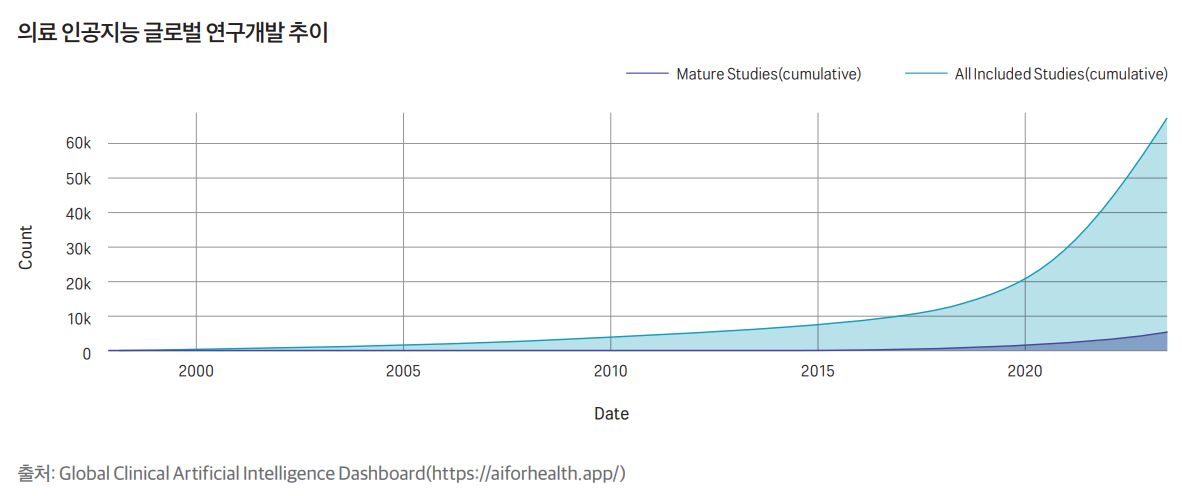 의료 인공지능 글로벌 연구개발 추이
Mature Studies(cumulative) All Included Studies(cumulative)
60k
50k
40k
30k
20k
10k
0
Count
2000 2005 2010 2015 2020
Date
출처: Global Clinical Artificial Intelligence Dashboard(https://aiforhealth.app/)